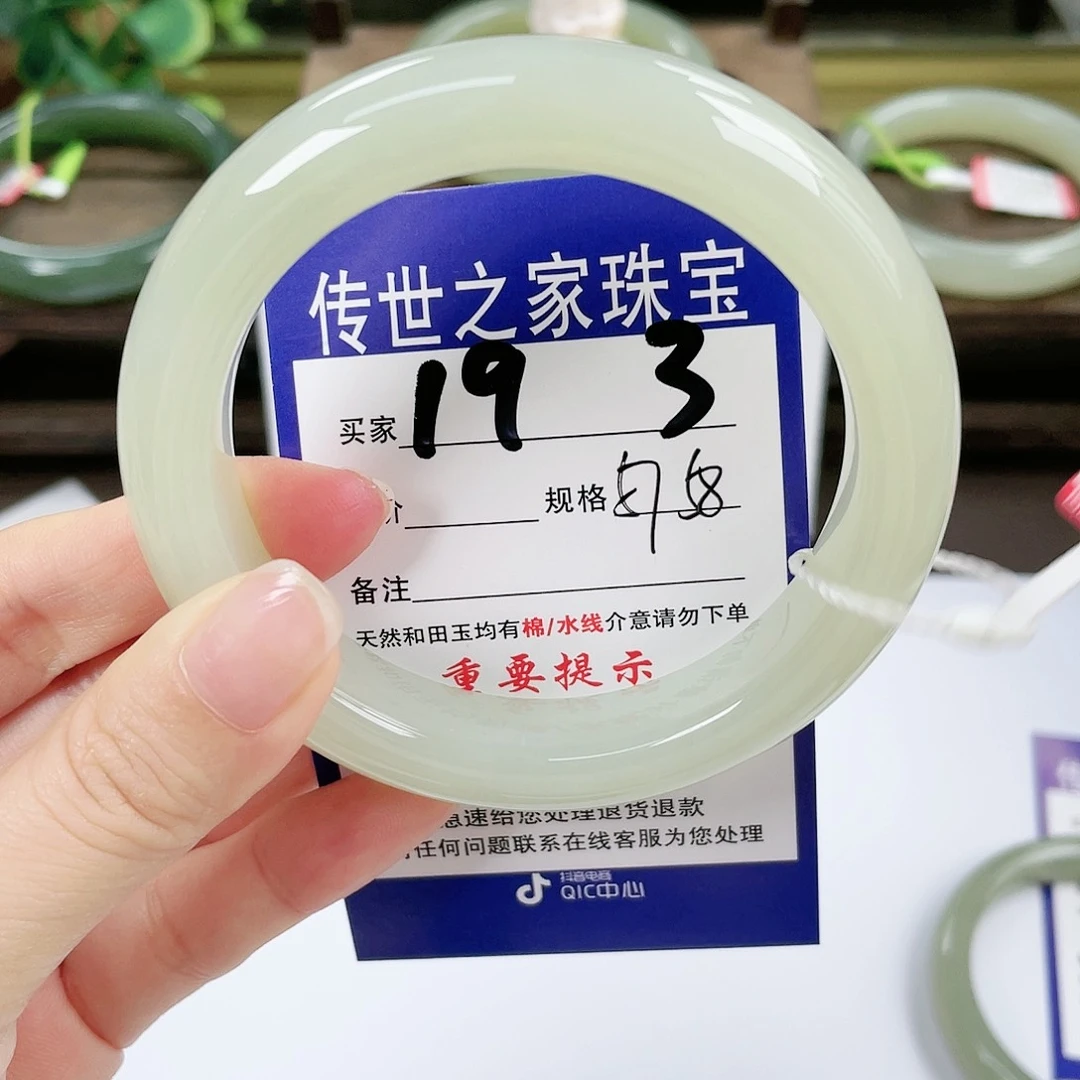 传世之家珠宝
买家 19 3
价 规格 58
备注
天然和田玉均有棉/水线介意请勿下单
重要提示
急速给您处理退货退款
任何问题联系在线客服为您处理
抖音电商
QIC中心